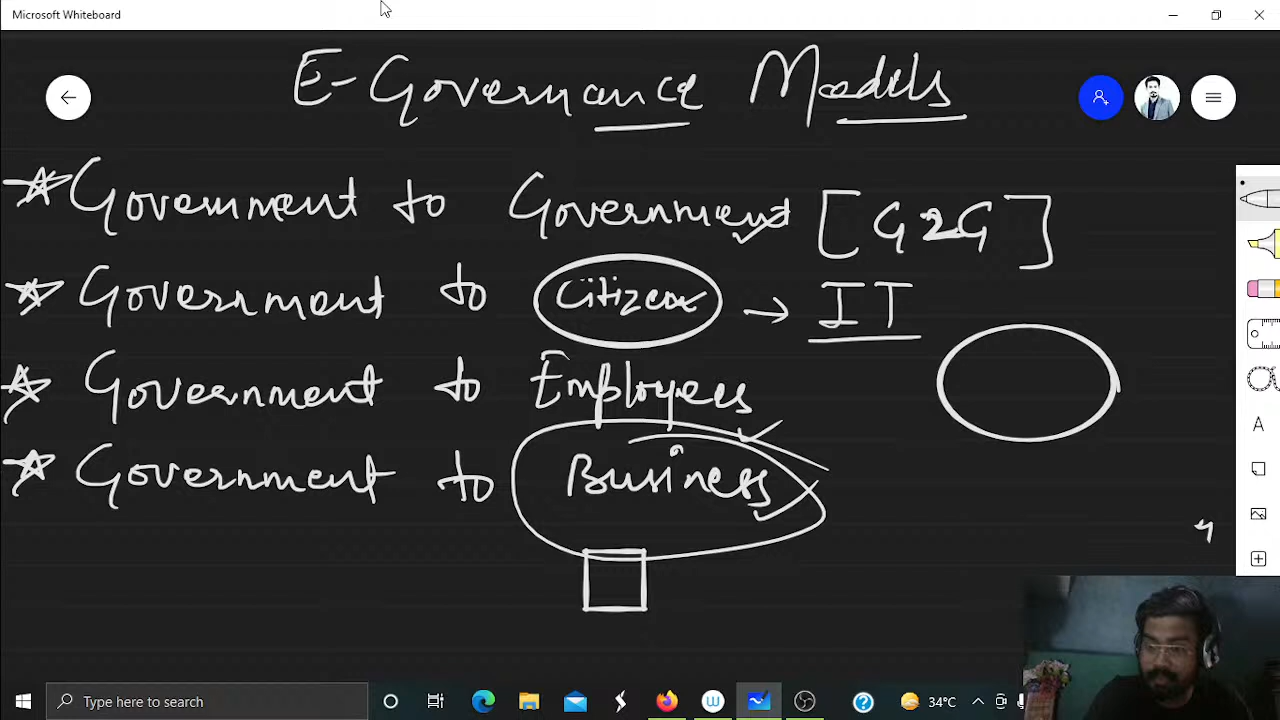 Microsoft Whiteboard
E-Governance Models
Government to Government [G2G]
Government to Citizen → IT
Government to Employees
Government to Business
A
Type here to search
34°C